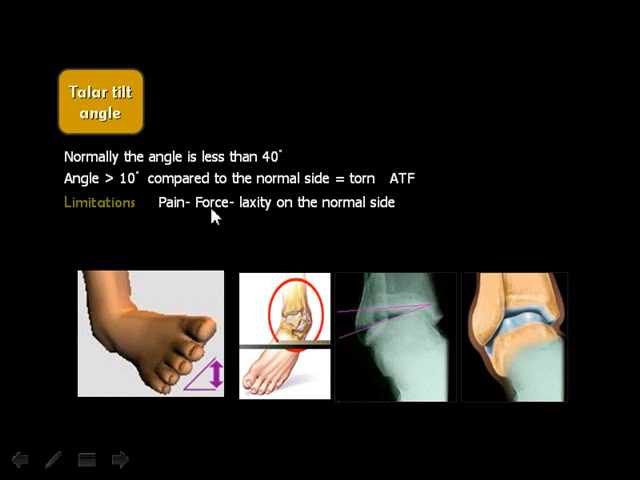 Talar tilt
angle
Normally the angle is less than 40°
Angle > 10° compared to the normal side = torn ATF
Limitations Pain- Force- laxity on the normal side